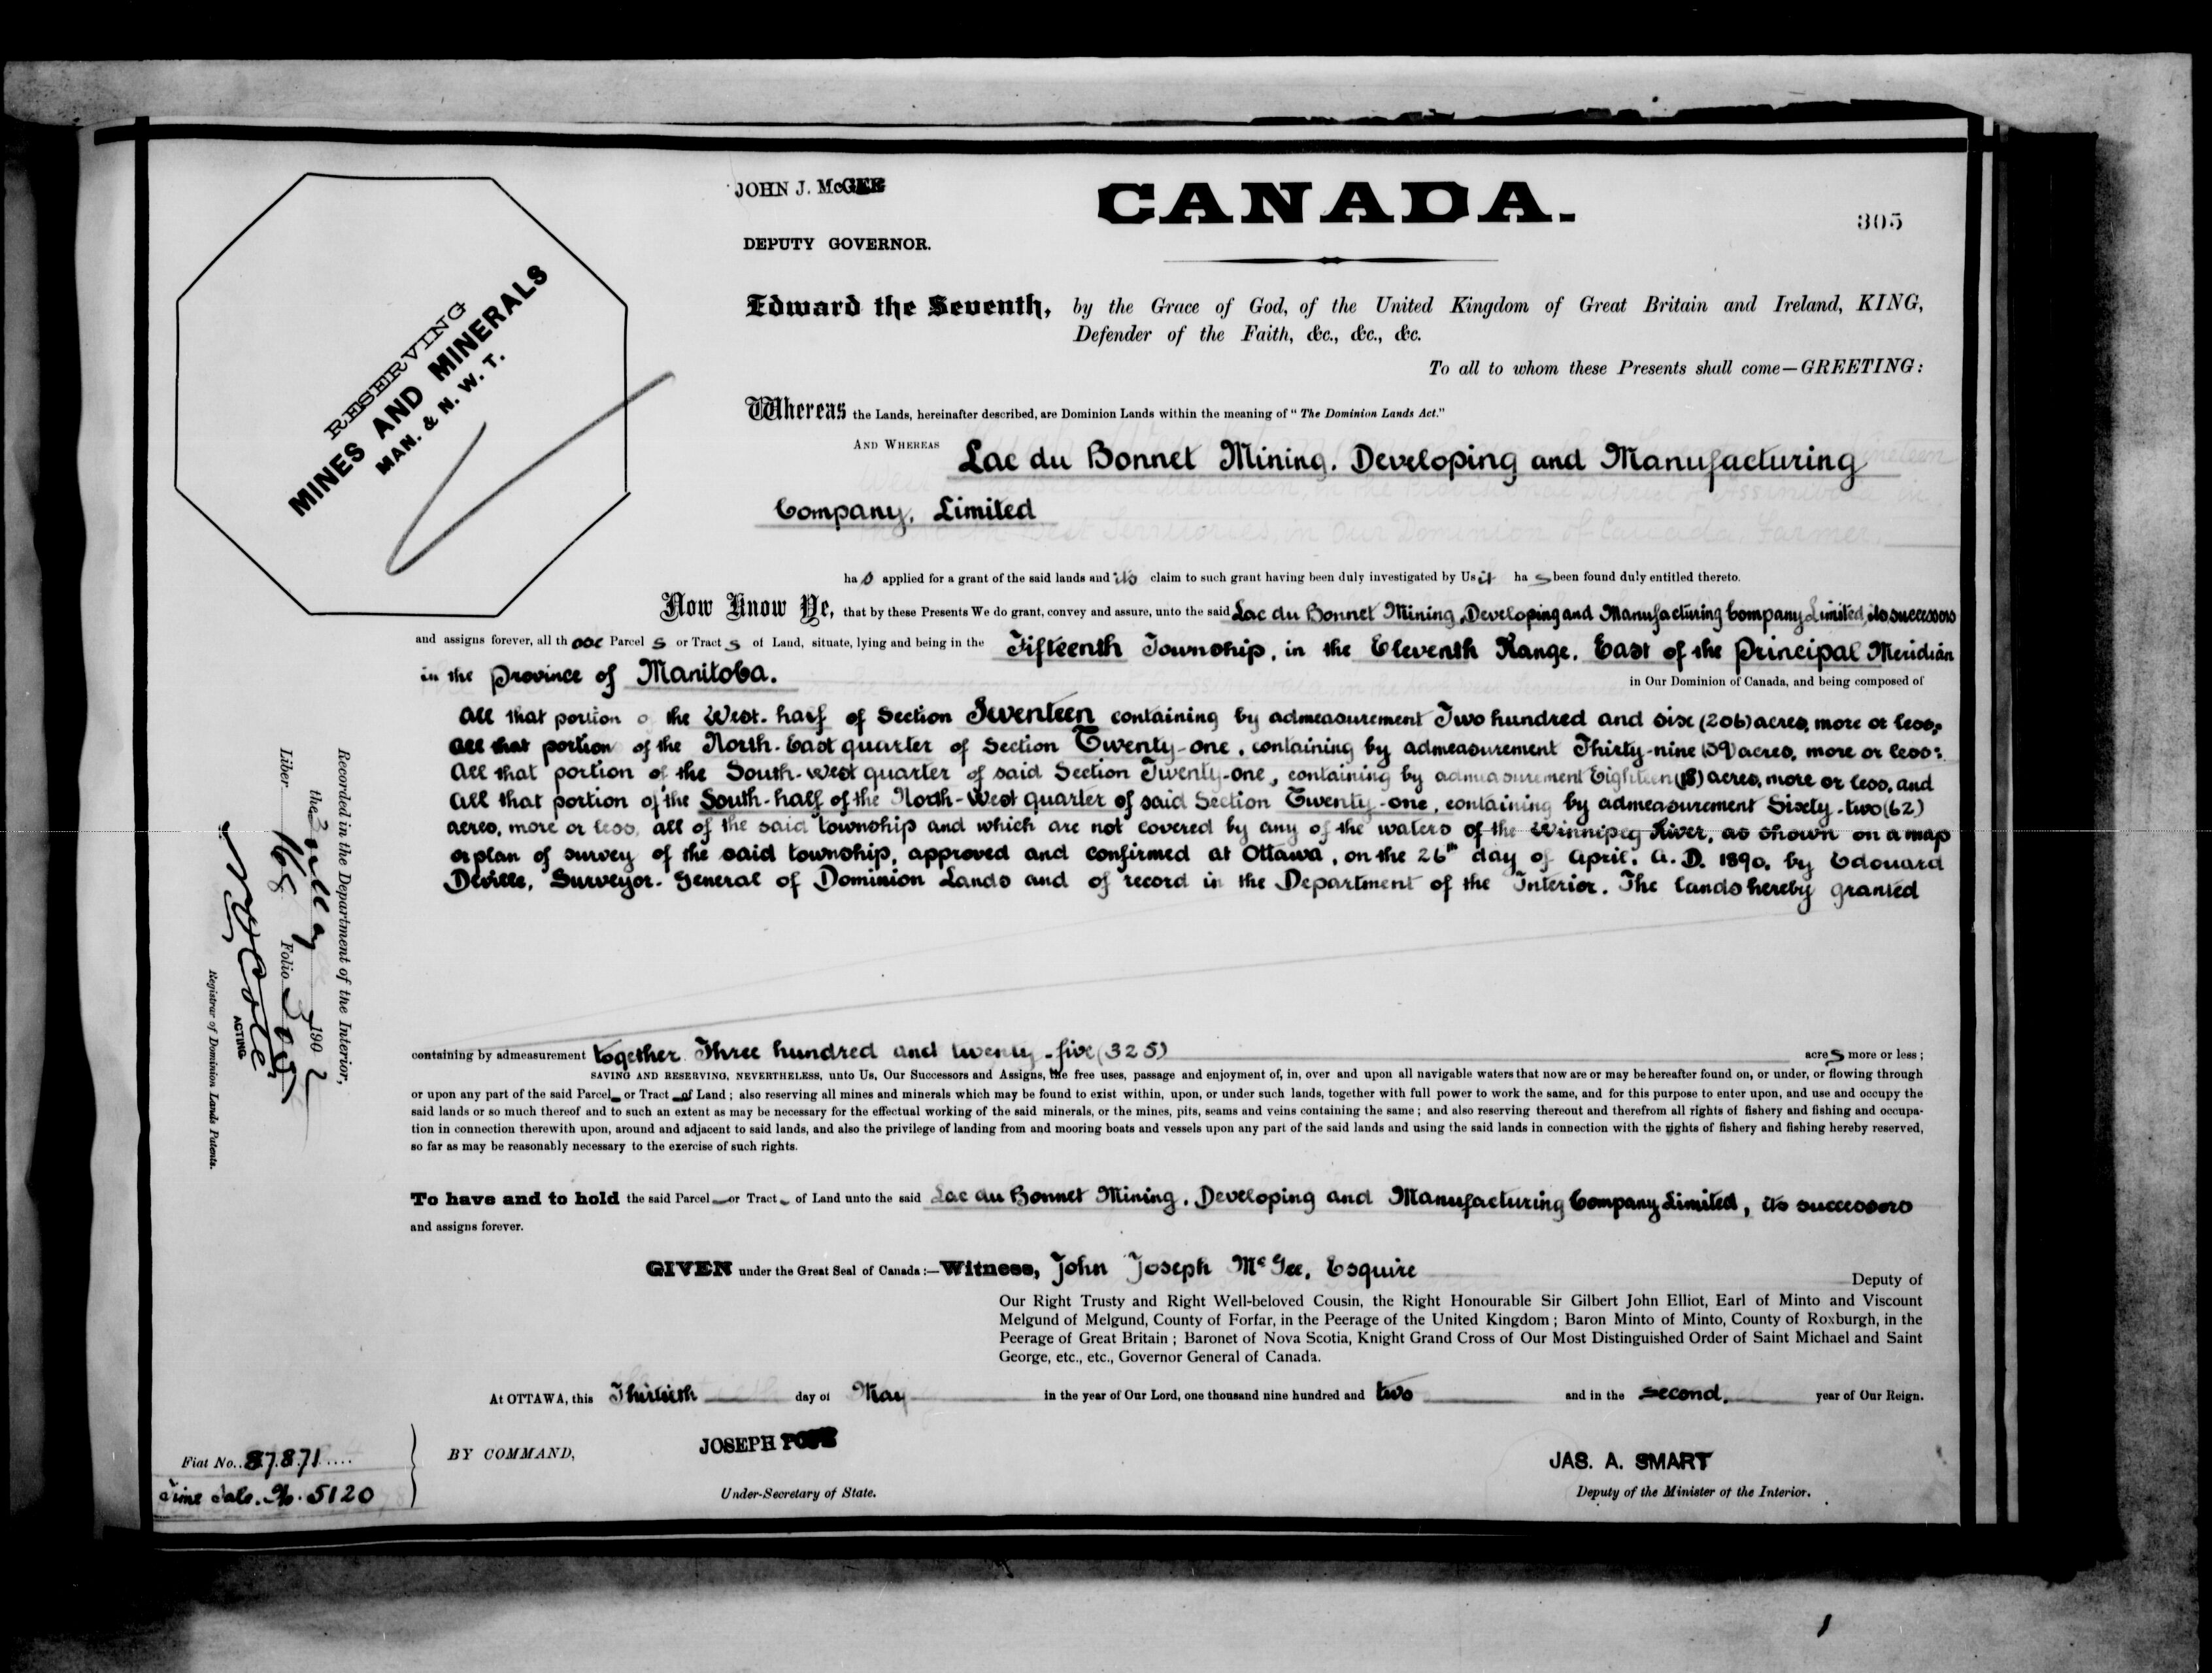 JOHN J. McGEE
DEPUTY GOVERNOR.
CANADA.
305
RESERVING
MINES AND MINERALS
MAN. & N. W. T.
Edward the Seventh, by the Grace of God, of the United Kingdom of Great Britain and Ireland, KING,
Defender of the Faith, &c., &c., &c.
To all to whom these Presents shall come—GREETING:
Whereas the Lands, hereinafter described, are Dominion Lands within the meaning of "The Dominion Lands Act."
AND WHEREAS Lac du Bonnet Mining, Developing and Manufacturing
Company, Limited
has applied for a grant of the said lands and its claim to such grant having been duly investigated by Us it has been found duly entitled thereto.
Now Know Ye, that by these Presents We do grant, convey and assure, unto the said Lac du Bonnet Mining, Developing and Manufacturing Company Limited, its successors
and assigns forever, all those Parcel s or Tract s of Land, situate, lying and being in the Fifteenth Township, in the Eleventh Range, East of the Principal Meridian
in the Province of Manitoba. in Our Dominion of Canada, and being composed of
All that portion of the West-half of Section Seventeen containing by admeasurement Two hundred and six (206) acres, more or less;
All that portion of the North-East quarter of Section Twenty-one, containing by admeasurement Thirty-nine (39) acres, more or less:
All that portion of the South-West quarter of said Section Twenty-one, containing by admeasurement Eighteen (18) acres, more or less, and
All that portion of the South-half of the North-West quarter of said Section Twenty-one, containing by admeasurement Sixty-two (62)
acres, more or less, all of the said township and which are not covered by any of the waters of the Winnipeg River, as shown on a map
or plan of survey of the said township, approved and confirmed at Ottawa, on the 26th day of April, A. D. 1890, by Edouard
Deville, Surveyor-General of Dominion Lands and of record in the Department of the Interior. The lands hereby granted
containing by admeasurement together Three hundred and twenty-five (325) acres more or less;
SAVING AND RESERVING, NEVERTHELESS, unto Us, Our Successors and Assigns, the free uses, passage and enjoyment of, in, over and upon all navigable waters that now are or may be hereafter found on, or under, or flowing through
or upon any part of the said Parcel or Tract of Land; also reserving all mines and minerals which may be found to exist within, upon, or under such lands, together with full power to work the same, and for this purpose to enter upon, and use and occupy the
said lands or so much thereof and to such an extent as may be necessary for the effectual working of the said minerals, or the mines, pits, seams and veins containing the same; and also reserving thereout and therefrom all rights of fishery and fishing and occupa-
tion in connection therewith upon, around and adjacent to said lands, and also the privilege of landing from and mooring boats and vessels upon any part of the said lands and using the said lands in connection with the rights of fishery and fishing hereby reserved,
so far as may be reasonably necessary to the exercise of such rights.
To have and to hold the said Parcel or Tract of Land unto the said Lac du Bonnet Mining, Developing and Manufacturing Company Limited, its successors
and assigns forever.
GIVEN under the Great Seal of Canada:—Witness, John Joseph McGee, Esquire Deputy of
Our Right Trusty and Right Well-beloved Cousin, the Right Honourable Sir Gilbert John Elliot, Earl of Minto and Viscount
Melgund of Melgund, County of Forfar, in the Peerage of the United Kingdom; Baron Minto of Minto, County of Roxburgh, in the
Peerage of Great Britain; Baronet of Nova Scotia, Knight Grand Cross of Our Most Distinguished Order of Saint Michael and Saint
George, etc., etc., Governor General of Canada.
At OTTAWA, this Thirtieth day of May in the year of Our Lord, one thousand nine hundred and two and in the second year of Our Reign.
BY COMMAND,
JOSEPH POPE
Under-Secretary of State.
JAS. A. SMART
Deputy of the Minister of the Interior.
Fiat No. 87871
Time Sale. No. 5120
Recorded in the Department of the Interior,
the 1902
Liber 168 Folio 305
ACTING
Registrar of Dominion Lands Patents.